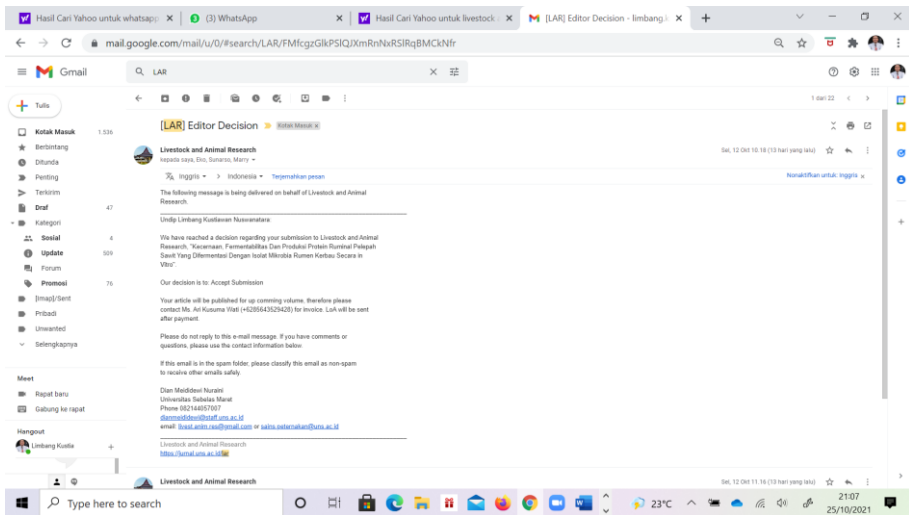 Hasil Cari Yahoo untuk whatsapp
(3) WhatsApp
Hasil Cari Yahoo untuk livestock
[LAR] Editor Decision - limbang.k
mail.google.com/mail/u/0/#search/LAR/FMfcgzGlkPSlQJXmRnNxRSlRqBMCkNfr
Gmail
LAR
Tulis
1 dari 22
Kotak Masuk 1.536
Berbintang
Ditunda
Penting
Terkirim
Draf 47
Kategori
Sosial 4
Update 509
Forum
Promosi 76
[Imap]/Sent
Pribadi
Unwanted
Selengkapnya
Meet
Rapat baru
Gabung ke rapat
Hangout
Limbang Kustia
[LAR] Editor Decision Kotak Masuk x
Livestock and Animal Research Sel, 12 Okt 10.18 (13 hari yang lalu)
kepada saya, Eko, Sunarso, Marry
Inggris > Indonesia Terjemahkan pesan Nonaktifkan untuk: Inggris x
The following message is being delivered on behalf of Livestock and Animal
Research.
Undip Limbang Kustiawan Nuswanatara:
We have reached a decision regarding your submission to Livestock and Animal
Research, "Kecernaan, Fermentabilitas Dan Produksi Protein Ruminal Pelepah
Sawit Yang Difermentasi Dengan Isolat Mikrobia Rumen Kerbau Secara in
Vitro".
Our decision is to: Accept Submission
Your article will be published for up comming volume, therefore please
contact Ms. Ari Kusuma Wati (+6285643529428) for invoice. LoA will be sent
after payment.
Please do not reply to this e-mail message. If you have comments or
questions, please use the contact information below.
If this email is in the spam folder, please classify this email as non-spam
to receive other emails safely.
Dian Meididewi Nuraini
Universitas Sebelas Maret
Phone 082144057007
dianmeididewi@staff.uns.ac.id
email: livest.anim.res@gmail.com or sains.peternakan@uns.ac.id
Livestock and Animal Research
https://jurnal.uns.ac.id/lar
Livestock and Animal Research Sel, 12 Okt 11.16 (13 hari yang lalu)
Type here to search
23°C
21:07
25/10/2021